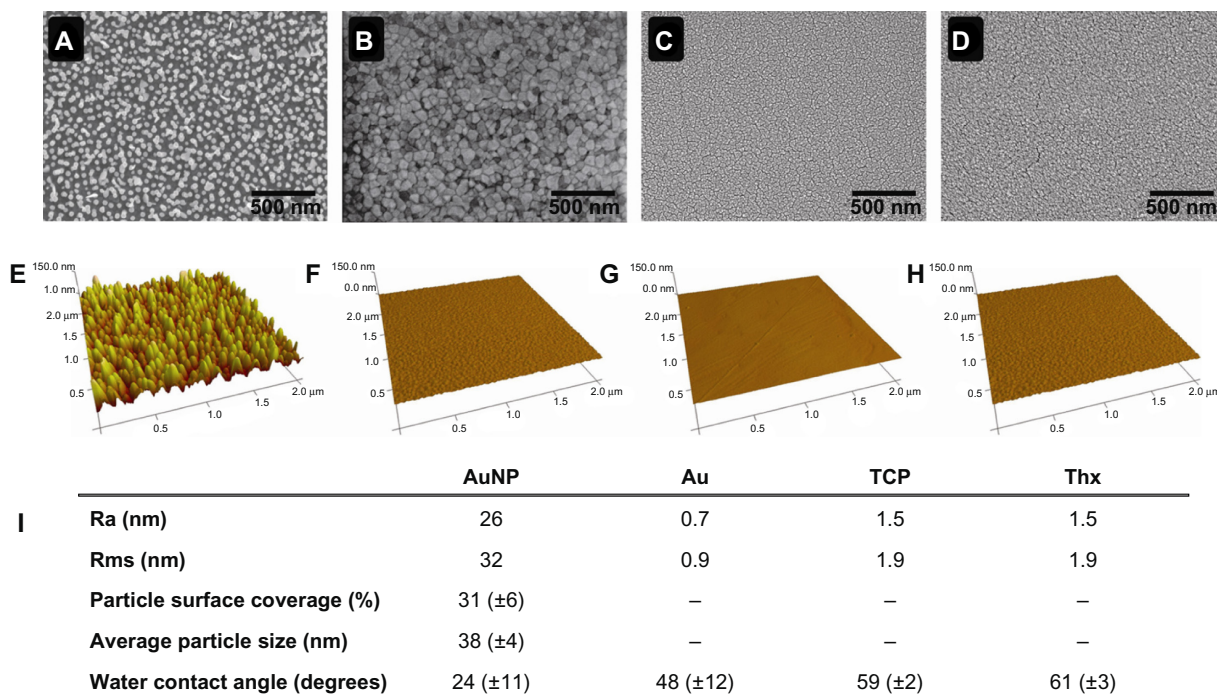 A B C D
500 nm 500 nm 500 nm 500 nm
E F G H
150.0 nm 150.0 nm 150.0 nm 150.0 nm
1.0 nm 0.0 nm 0.0 nm 0.0 nm
2.0 µm 2.0 µm 2.0 µm 2.0 µm
1.5 1.5 1.5 1.5
1.0 1.0 1.0 1.0
0.5 0.5 0.5 0.5
2.0 µm 2.0 µm 2.0 µm 2.0 µm
1.5 1.5 1.5 1.5
1.0 1.0 1.0 1.0
0.5 0.5 0.5 0.5
AuNP Au TCP Thx
I
Ra (nm) 26 0.7 1.5 1.5
Rms (nm) 32 0.9 1.9 1.9
Particle surface coverage (%) 31 (±6) – – –
Average particle size (nm) 38 (±4) – – –
Water contact angle (degrees) 24 (±11) 48 (±12) 59 (±2) 61 (±3)